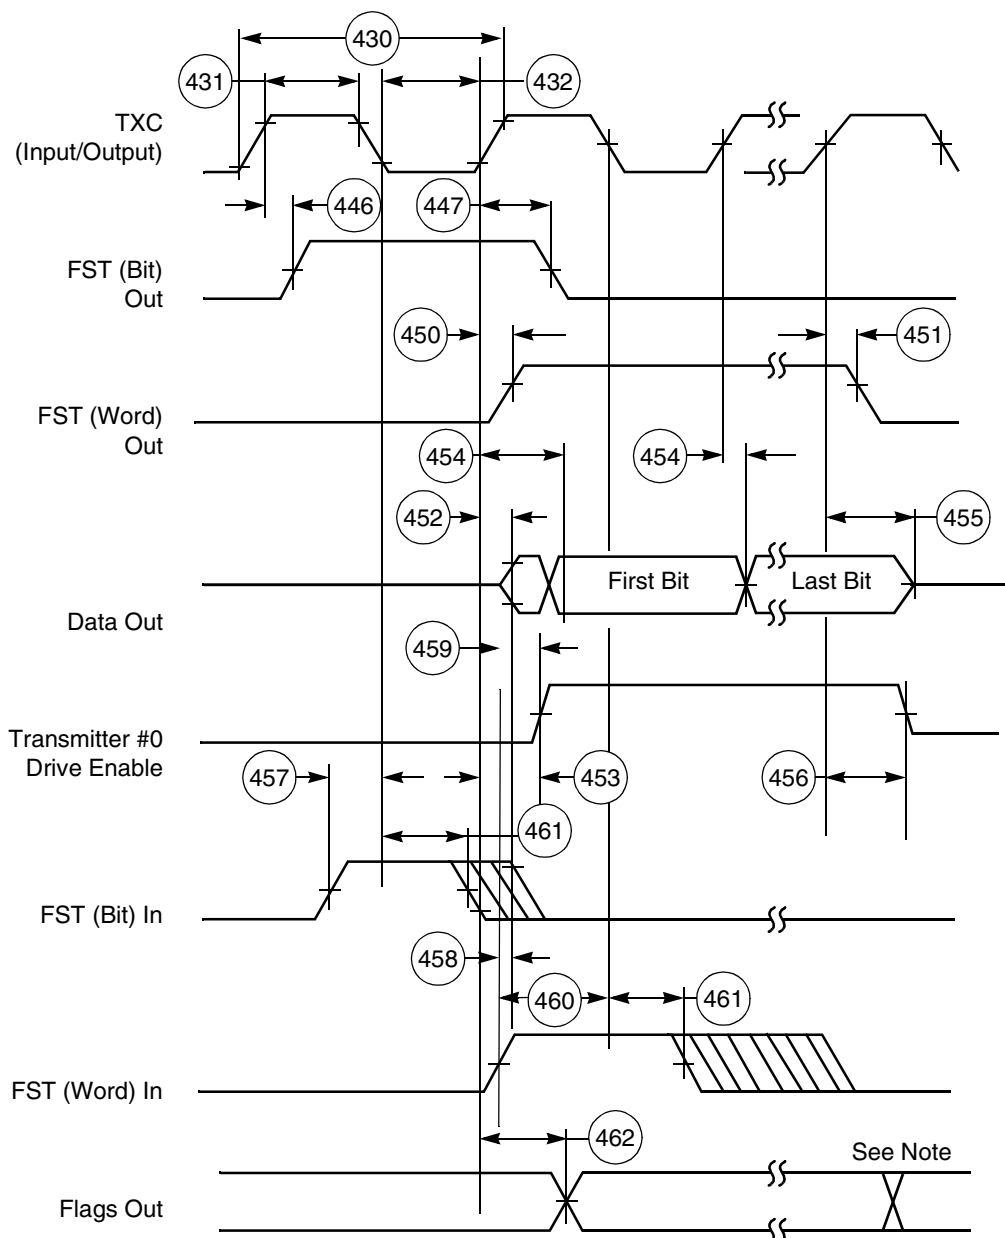 430
431
432
TXC
(Input/Output)
446
447
FST (Bit)
Out
450
451
FST (Word)
Out
454
454
452
455
First Bit
Last Bit
Data Out
459
Transmitter #0
Drive Enable
457
453
456
461
FST (Bit) In
458
460
461
FST (Word) In
462
See Note
Flags Out